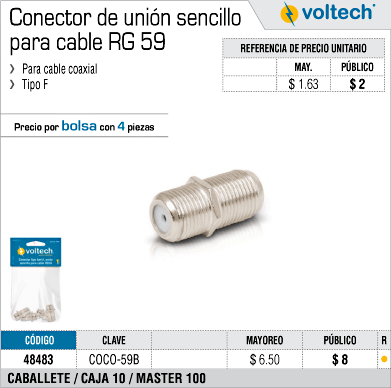 Conector de unión sencillo
para cable RG 59
voltech®
› Para cable coaxial
› Tipo F
REFERENCIA DE PRECIO UNITARIO
MAY. PÚBLICO
$ 1.63 $ 2
Precio por bolsa con 4 piezas
voltech
CÓDIGO CLAVE MAYOREO PÚBLICO R
48483 COCO-59B $ 6.50 $ 8
CABALLETE / CAJA 10 / MASTER 100